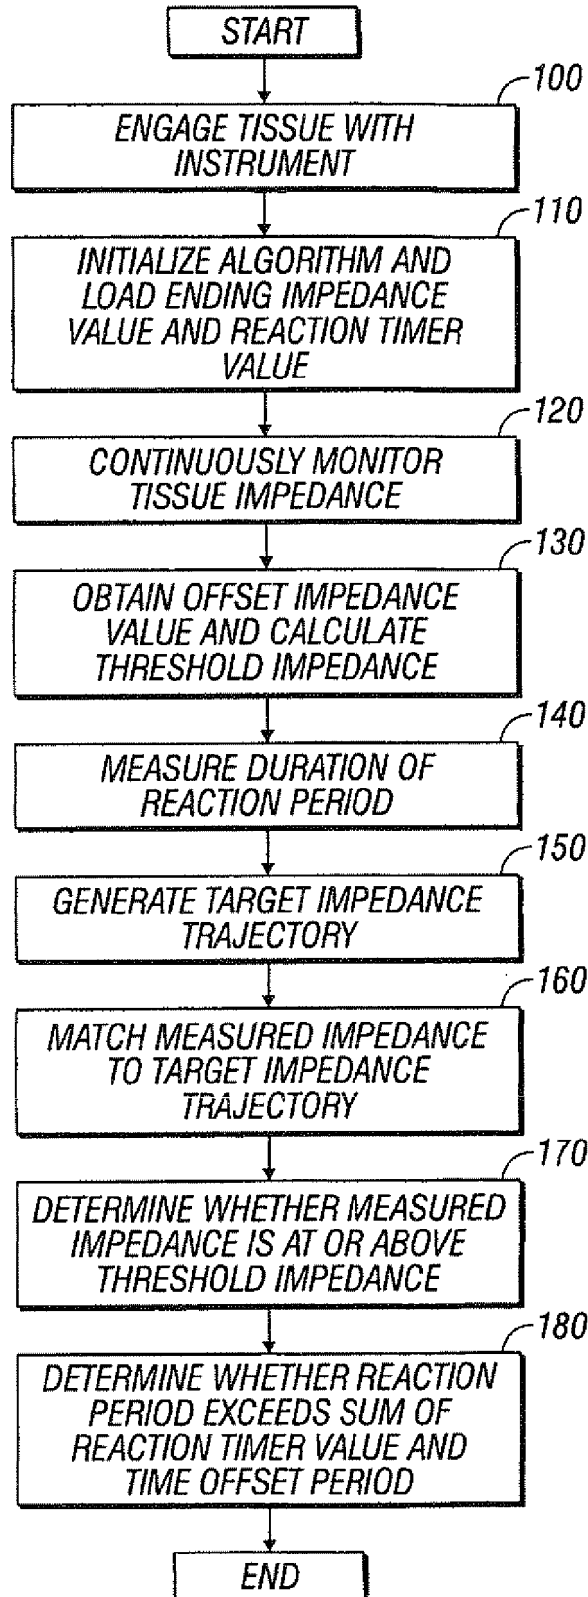 START
100
ENGAGE TISSUE WITH
INSTRUMENT
110
INITIALIZE ALGORITHM AND
LOAD ENDING IMPEDANCE
VALUE AND REACTION TIMER
VALUE
120
CONTINUOUSLY MONITOR
TISSUE IMPEDANCE
130
OBTAIN OFFSET IMPEDANCE
VALUE AND CALCULATE
THRESHOLD IMPEDANCE
140
MEASURE DURATION OF
REACTION PERIOD
150
GENERATE TARGET IMPEDANCE
TRAJECTORY
160
MATCH MEASURED IMPEDANCE
TO TARGET IMPEDANCE
TRAJECTORY
170
DETERMINE WHETHER MEASURED
IMPEDANCE IS AT OR ABOVE
THRESHOLD IMPEDANCE
180
DETERMINE WHETHER REACTION
PERIOD EXCEEDS SUM OF
REACTION TIMER VALUE AND
TIME OFFSET PERIOD
END